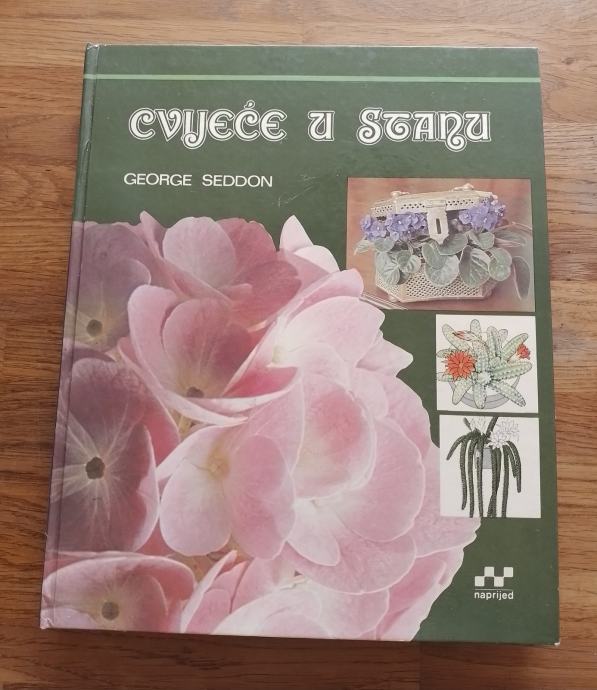 CVIJEĆE U STANU
GEORGE SEDDON
naprijed